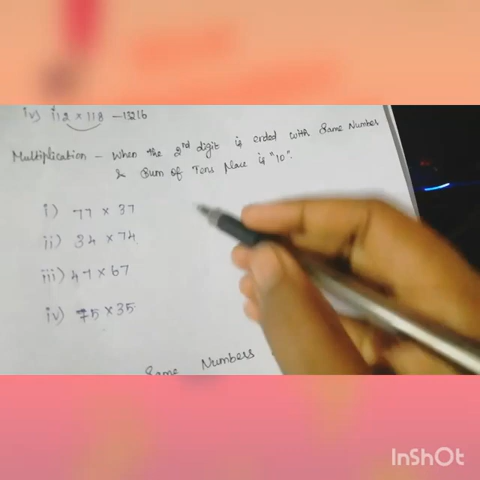 iv) 112 × 118 – 13216
Multiplication – When the 2nd digit is ended with Same Number
& Sum of Tens Place is "10".
i) 77 × 37
ii) 34 × 74
iii) 47 × 67
iv) 75 × 35
Same Numbers
InShOt